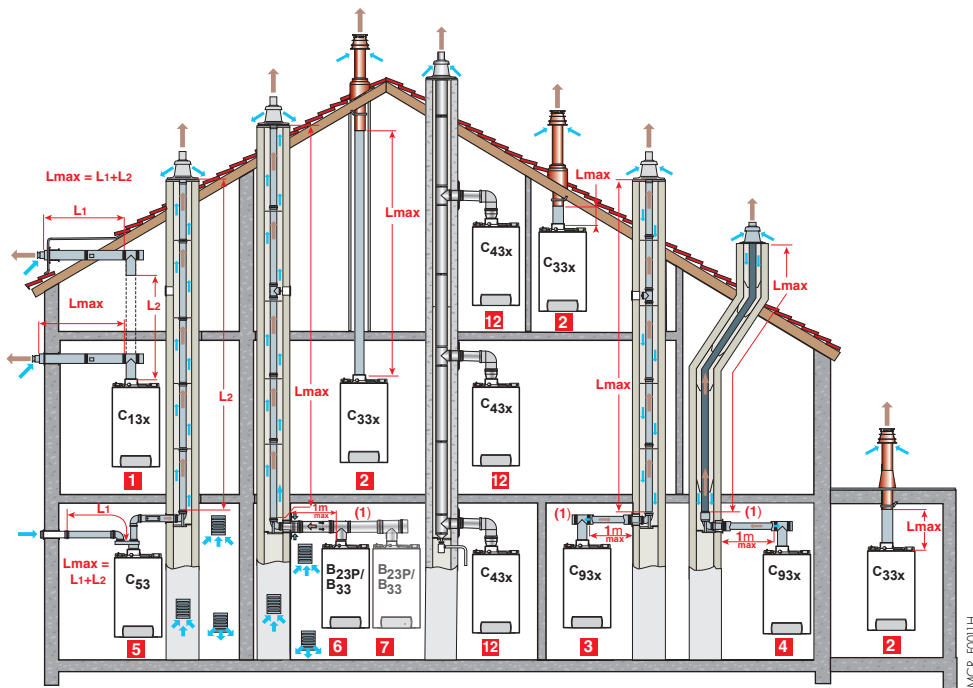 Lmax = L1+L2
L1
Lmax
L2
C13x
1
L2
L1
Lmax =
L1+L2
C53
5
Lmax
1m
max
(1)
Lmax
C33x
2
B23P/
B33
6
B23P/
B33
7
C43x
12
C43x
12
C43x
12
Lmax
C33x
2
Lmax
(1)
1m
max
C93x
3
Lmax
(1)
1m
max
C93x
4
Lmax
C33x
2
MCR_F0011H